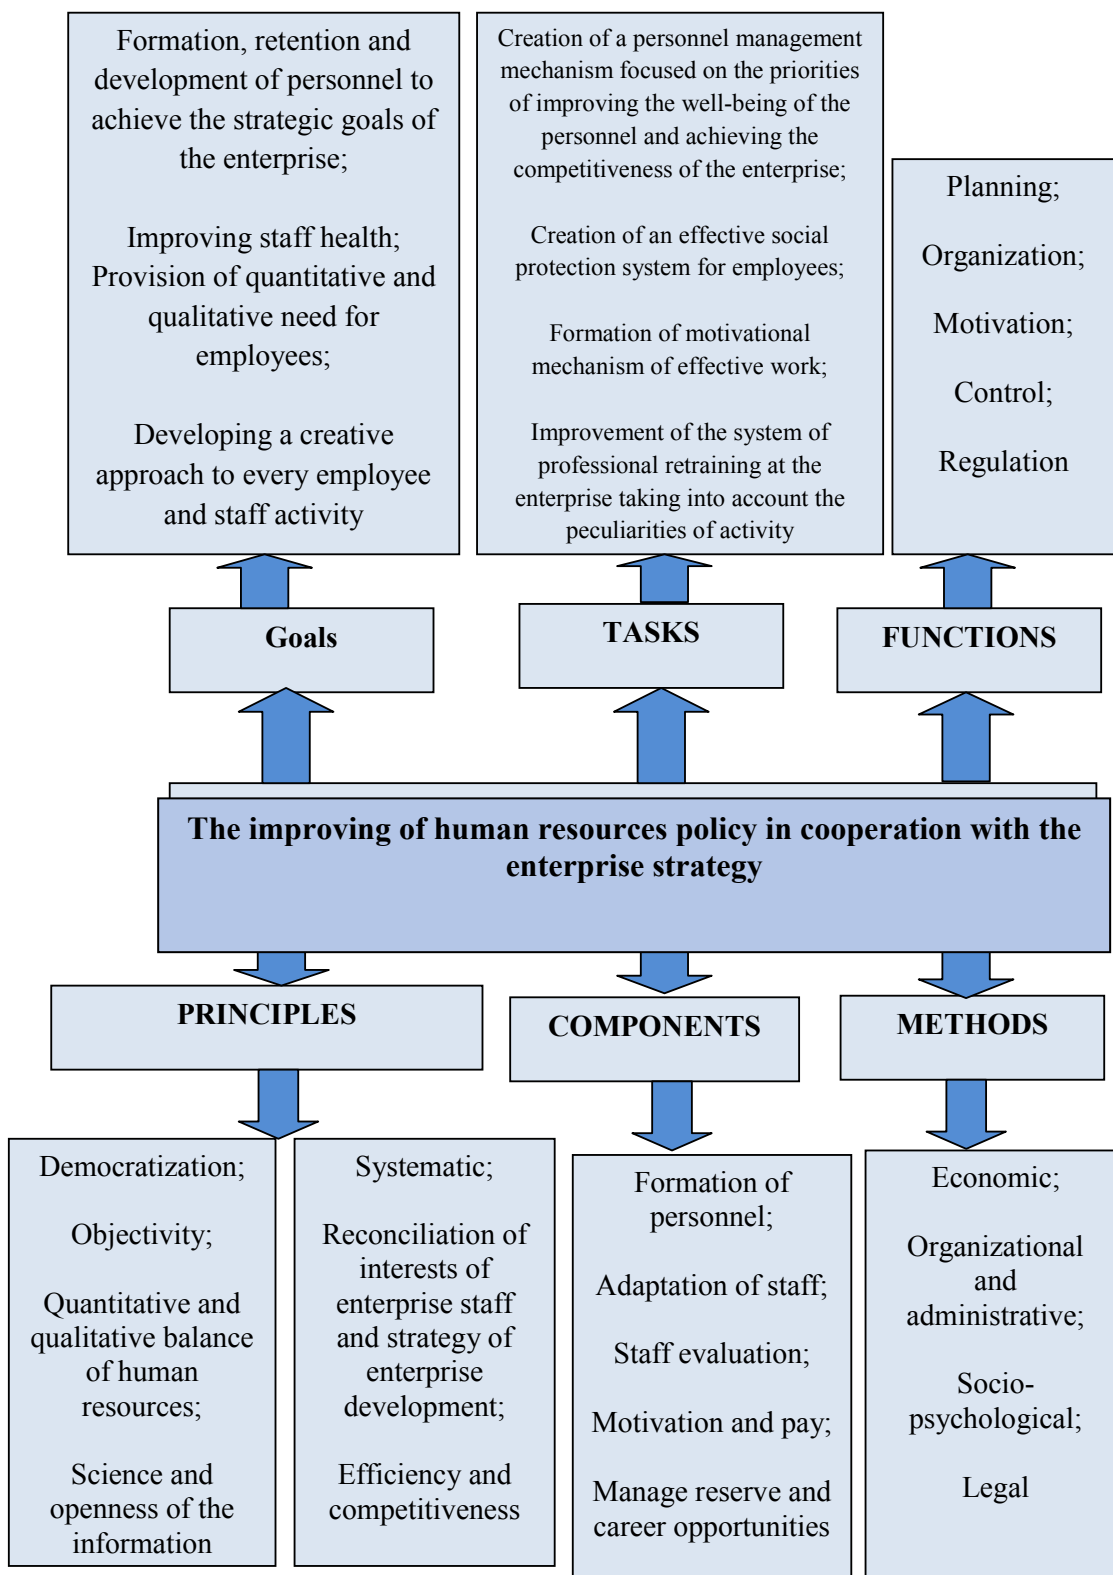 Formation, retention and
development of personnel to
achieve the strategic goals of
the enterprise;
Improving staff health;
Provision of quantitative and
qualitative need for
employees;
Developing a creative
approach to every employee
and staff activity
Creation of a personnel management
mechanism focused on the priorities
of improving the well-being of the
personnel and achieving the
competitiveness of the enterprise;
Creation of an effective social
protection system for employees;
Formation of motivational
mechanism of effective work;
Improvement of the system of
professional retraining at the
enterprise taking into account the
peculiarities of activity
Planning;
Organization;
Motivation;
Control;
Regulation
Goals
TASKS
FUNCTIONS
The improving of human resources policy in cooperation with the
enterprise strategy
PRINCIPLES
COMPONENTS
METHODS
Democratization;
Objectivity;
Quantitative and
qualitative balance
of human
resources;
Science and
openness of the
information
Systematic;
Reconciliation of
interests of
enterprise staff
and strategy of
enterprise
development;
Efficiency and
competitiveness
Formation of
personnel;
Adaptation of staff;
Staff evaluation;
Motivation and pay;
Manage reserve and
career opportunities
Economic;
Organizational
and
administrative;
Socio-
psychological;
Legal